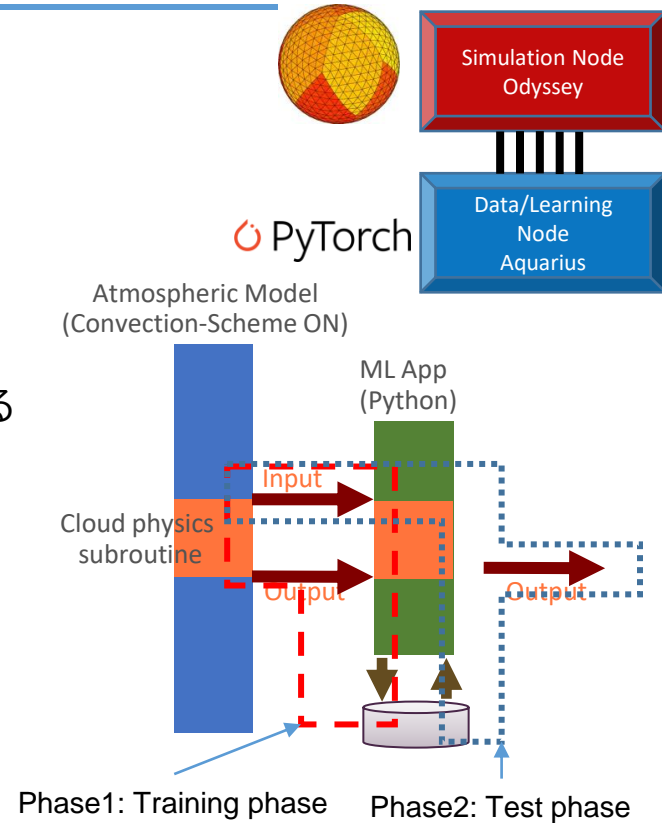 Simulation Node
Odyssey
Data/Learning
Node
Aquarius
PyTorch
Atmospheric Model
(Convection-Scheme ON)
ML App
(Python)
る
Input
Cloud physics
subroutine
Output
Output
Phase1: Training phase
Phase2: Test phase